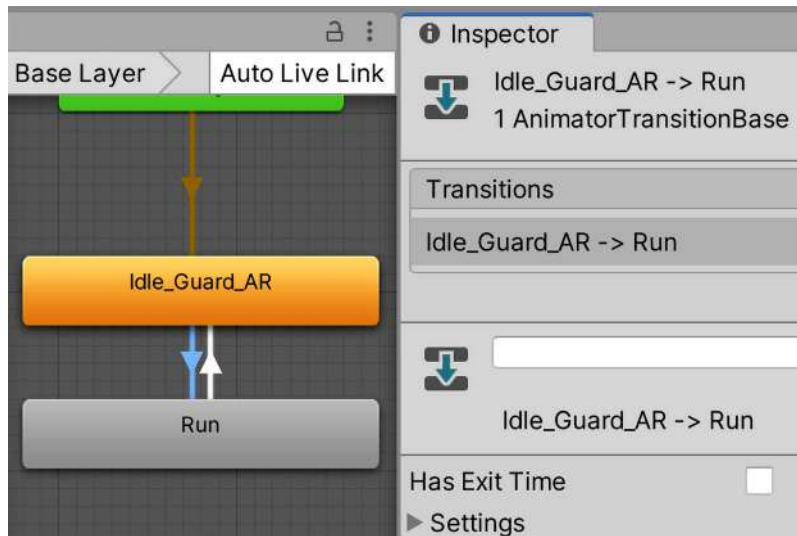 Base Layer
Auto Live Link
Idle_Guard_AR
Run
Inspector
Idle_Guard_AR -> Run
1 AnimatorTransitionBase
Transitions
Idle_Guard_AR -> Run
Idle_Guard_AR -> Run
Has Exit Time
Settings